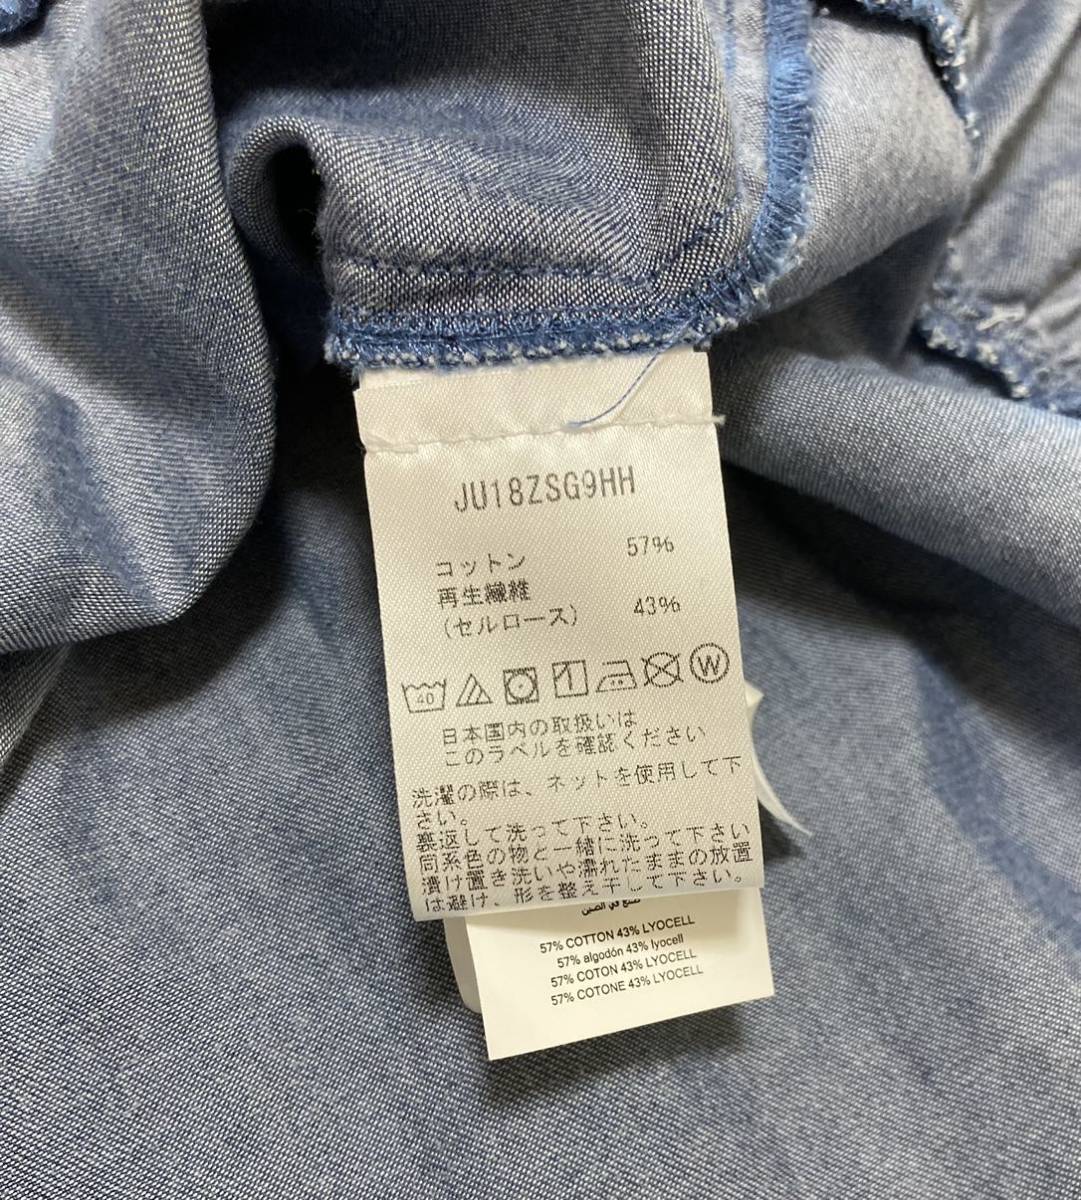 JU18ZSG9HH
コットン 57%
再生繊維
(セルロース) 43%
40 W
日本国内の取扱いは
このラベルを確認ください
洗濯の際は、ネットを使用して下
さい。
裏返して洗って下さい。
同系色の物と一緒に洗って下さい
漬け置き洗いや濡れたままの放置
は避け、形を整え干して下さい。
صنع في الصين
57% COTTON 43% LYOCELL
57% algodón 43% lyocell
57% COTON 43% LYOCELL
57% COTONE 43% LYOCELL